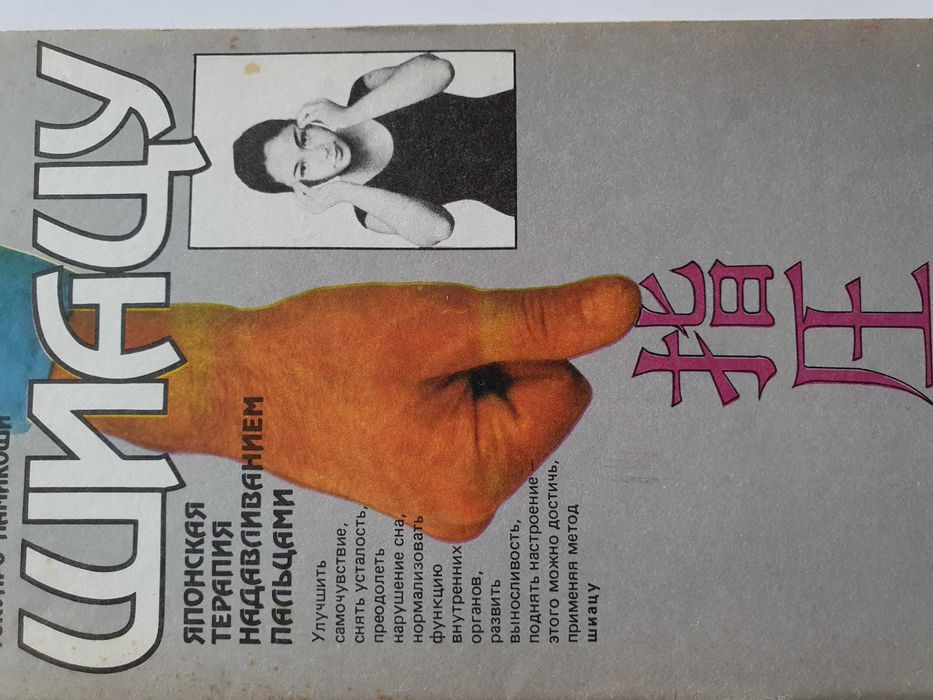 НАМИКОШИ
ШИАЦУ
ЯПОНСКАЯ
ТЕРАПИЯ
НАДАВЛИВАНИЕМ
ПАЛЬЦАМИ
Улучшить
самочувствие,
снять усталость,
преодолеть
нарушение сна,
нормализовать
функцию
внутренних
органов,
развить
выносливость,
поднять настроение —
этого можно достичь,
применяя метод
шиацу
指
圧